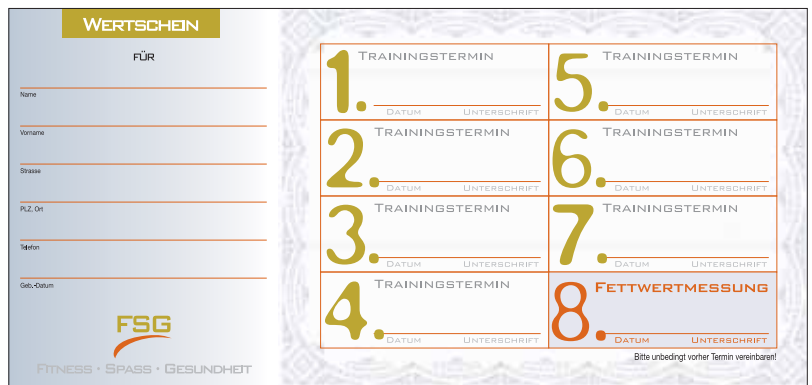 WERTSCHEIN
FÜR
Name
Vorname
Strasse
PLZ, Ort
Telefon
Geb.-Datum
FSG
FITNESS · SPASS · GESUNDHEIT
1. TRAININGSTERMIN
DATUM UNTERSCHRIFT
2. TRAININGSTERMIN
DATUM UNTERSCHRIFT
3. TRAININGSTERMIN
DATUM UNTERSCHRIFT
4. TRAININGSTERMIN
DATUM UNTERSCHRIFT
5. TRAININGSTERMIN
DATUM UNTERSCHRIFT
6. TRAININGSTERMIN
DATUM UNTERSCHRIFT
7. TRAININGSTERMIN
DATUM UNTERSCHRIFT
8. FETTWERTMESSUNG
DATUM UNTERSCHRIFT
Bitte unbedingt vorher Termin vereinbaren!